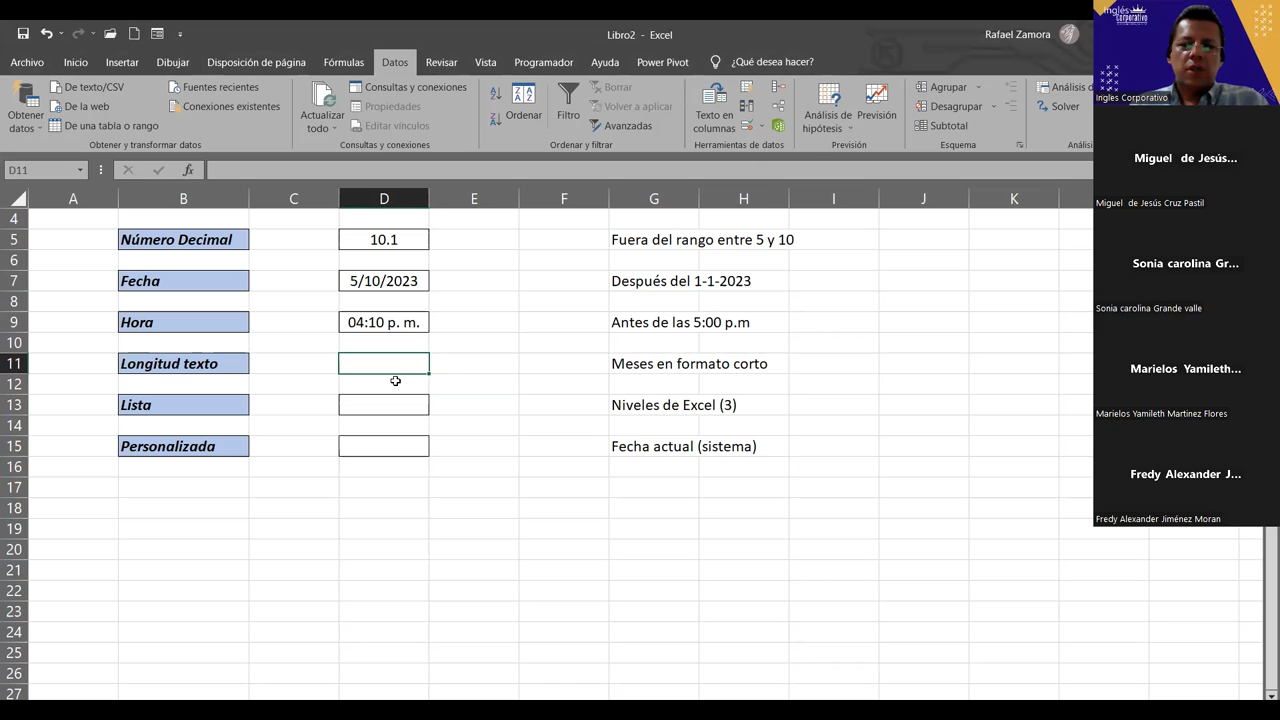 Libro2 - Excel
Rafael Zamora
Archivo Inicio Insertar Dibujar Disposición de página Fórmulas Datos Revisar Vista Programador Ayuda Power Pivot ¿Qué desea hacer?
Obtener datos
De texto/CSV
De la web
De una tabla o rango
Fuentes recientes
Conexiones existentes
Obtener y transformar datos
Actualizar todo
Consultas y conexiones
Propiedades
Editar vínculos
Consultas y conexiones
Ordenar
Filtro
Borrar
Volver a aplicar
Avanzadas
Ordenar y filtrar
Texto en columnas
Herramientas de datos
Análisis de hipótesis
Previsión
Previsión
Agrupar
Desagrupar
Subtotal
Esquema
Análisis d
Solver
Aná
D11
fx
A B C D E F G H I J K
4
5 Número Decimal 10.1 Fuera del rango entre 5 y 10
6
7 Fecha 5/10/2023 Después del 1-1-2023
8
9 Hora 04:10 p. m. Antes de las 5:00 p.m
10
11 Longitud texto Meses en formato corto
12
13 Lista Niveles de Excel (3)
14
15 Personalizada Fecha actual (sistema)
16
17
18
19
20
21
22
23
24
25
26
27
Inglés
Corporativo
Ingles Corporativo
Miguel de Jesús...
Miguel de Jesús Cruz Pastil
Sonia carolina Gr...
Sonia carolina Grande valle
Marielos Yamileth...
Marielos Yamileth Martinez Flores
Fredy Alexander J...
Fredy Alexander Jiménez Moran